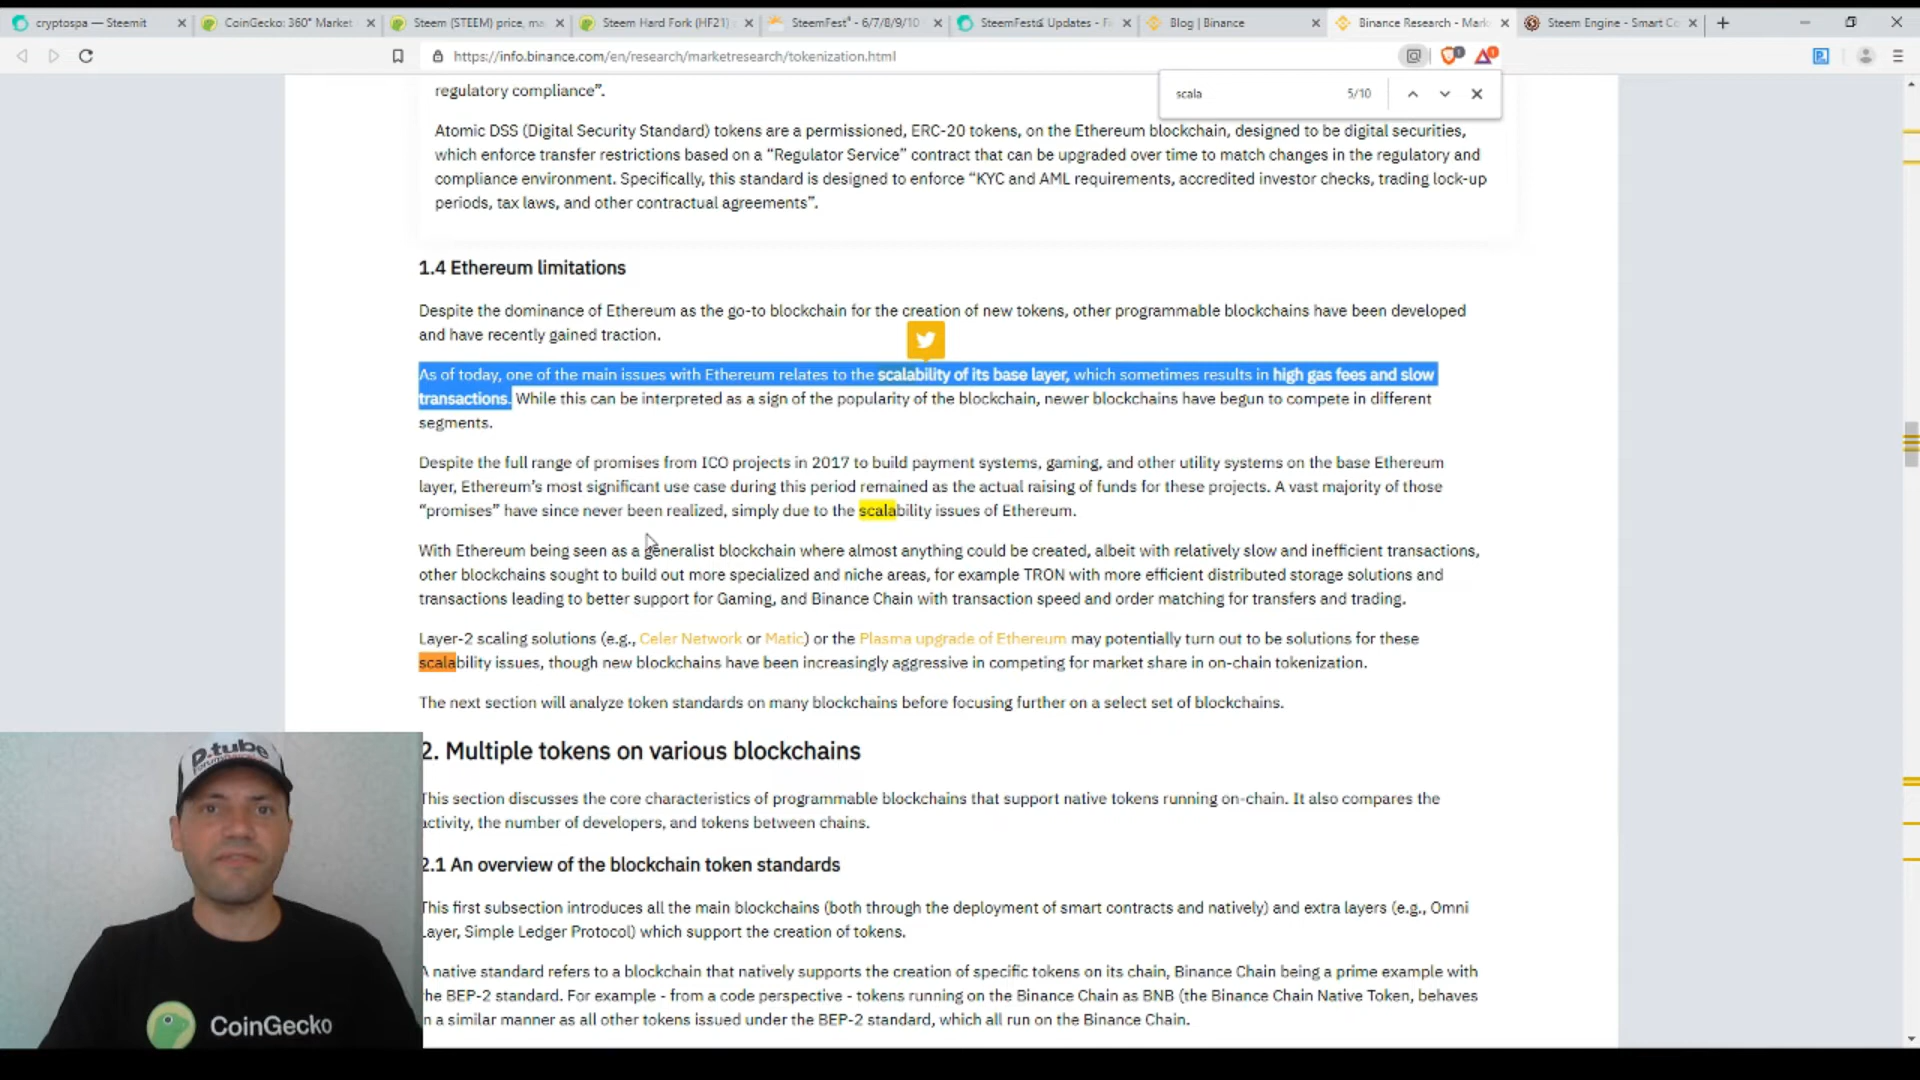 cryptospa — Steemit
CoinGecko: 360° Market
Steem (STEEM) price, ma
Steem Hard Fork (HF21)
SteemFest⁴ - 6/7/8/9/10
Updates - F
Blog | Binance
Binance Research - Mark
Steem Engine - Smart Co
https://info.binance.com/en/research/marketresearch/tokenization.html
scala
5/10
regulatory compliance”.
Atomic DSS (Digital Security Standard) tokens are a permissioned, ERC-20 tokens, on the Ethereum blockchain, designed to be digital securities,
which enforce transfer restrictions based on a “Regulator Service” contract that can be upgraded over time to match changes in the regulatory and
compliance environment. Specifically, this standard is designed to enforce “KYC and AML requirements, accredited investor checks, trading lock-up
periods, tax laws, and other contractual agreements”.
1.4 Ethereum limitations
Despite the dominance of Ethereum as the go-to blockchain for the creation of new tokens, other programmable blockchains have been developed
and have recently gained traction.
As of today, one of the main issues with Ethereum relates to the scalability of its base layer, which sometimes results in high gas fees and slow
transactions. While this can be interpreted as a sign of the popularity of the blockchain, newer blockchains have begun to compete in different
segments.
Despite the full range of promises from ICO projects in 2017 to build payment systems, gaming, and other utility systems on the base Ethereum
layer, Ethereum’s most significant use case during this period remained as the actual raising of funds for these projects. A vast majority of those
“promises” have since never been realized, simply due to the scalability issues of Ethereum.
With Ethereum being seen as a generalist blockchain where almost anything could be created, albeit with relatively slow and inefficient transactions,
other blockchains sought to build out more specialized and niche areas, for example TRON with more efficient distributed storage solutions and
transactions leading to better support for Gaming, and Binance Chain with transaction speed and order matching for transfers and trading.
Layer-2 scaling solutions (e.g., Celer Network or Matic) or the Plasma upgrade of Ethereum may potentially turn out to be solutions for these
scalability issues, though new blockchains have been increasingly aggressive in competing for market share in on-chain tokenization.
The next section will analyze token standards on many blockchains before focusing further on a select set of blockchains.
2. Multiple tokens on various blockchains
This section discusses the core characteristics of programmable blockchains that support native tokens running on-chain. It also compares the
activity, the number of developers, and tokens between chains.
2.1 An overview of the blockchain token standards
This first subsection introduces all the main blockchains (both through the deployment of smart contracts and natively) and extra layers (e.g., Omni
Layer, Simple Ledger Protocol) which support the creation of tokens.
A native standard refers to a blockchain that natively supports the creation of specific tokens on its chain, Binance Chain being a prime example with
the BEP-2 standard. For example - from a code perspective - tokens running on the Binance Chain as BNB (the Binance Chain Native Token, behaves
in a similar manner as all other tokens issued under the BEP-2 standard, which all run on the Binance Chain.
CoinGecko